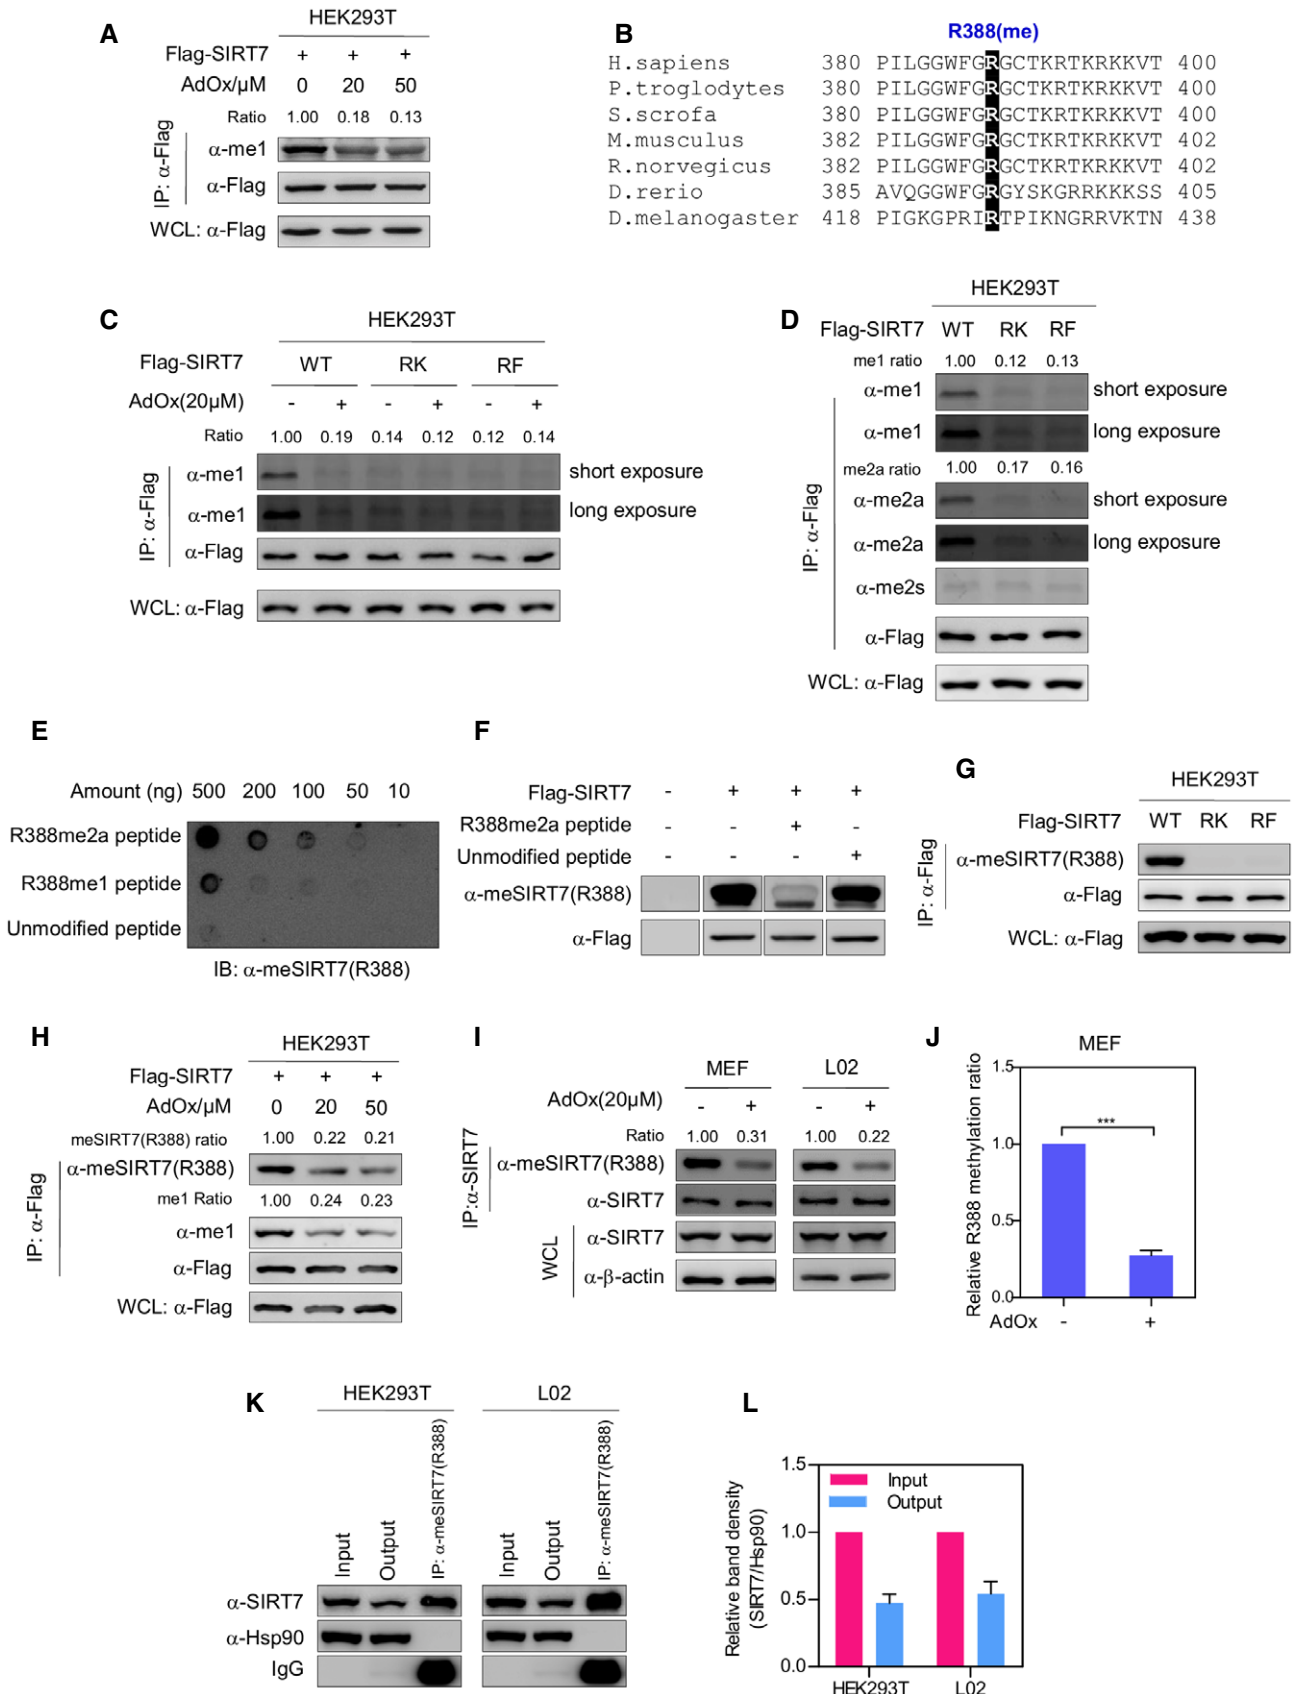 A
HEK293T
Flag-SIRT7 + + +
AdOx/µM 0 20 50
Ratio 1.00 0.18 0.13
IP: α-Flag
α-me1
α-Flag
WCL: α-Flag
B
R388(me)
H.sapiens 380 PILGGWFGRGCTKRTKRKKVT 400
P.troglodytes 380 PILGGWFGRGCTKRTKRKKVT 400
S.scrofa 380 PILGGWFGRGCTKRTKRKKVT 400
M.musculus 382 PILGGWFGRGCTKRTKRKKVT 402
R.norvegicus 382 PILGGWFGRGCTKRTKRKKVT 402
D.rerio 385 AVQGGWFGRGYSKGRRKKKSS 405
D.melanogaster 418 PIGKGPRIRTPIKNGRRVKTN 438
C
HEK293T
Flag-SIRT7 WT RK RF
AdOx(20µM) - + - + - +
Ratio 1.00 0.19 0.14 0.12 0.12 0.14
IP: α-Flag
α-me1 short exposure
α-me1 long exposure
α-Flag
WCL: α-Flag
D
HEK293T
Flag-SIRT7 WT RK RF
me1 ratio 1.00 0.12 0.13
α-me1 short exposure
α-me1 long exposure
me2a ratio 1.00 0.17 0.16
IP: α-Flag
α-me2a short exposure
α-me2a long exposure
α-me2s
α-Flag
WCL: α-Flag
E
Amount (ng) 500 200 100 50 10
R388me2a peptide
R388me1 peptide
Unmodified peptide
IB: α-meSIRT7(R388)
F
Flag-SIRT7 - + + +
R388me2a peptide - - + -
Unmodified peptide - - - +
α-meSIRT7(R388)
α-Flag
G
HEK293T
Flag-SIRT7 WT RK RF
IP: α-Flag
α-meSIRT7(R388)
α-Flag
WCL: α-Flag
H
HEK293T
Flag-SIRT7 + + +
AdOx/µM 0 20 50
meSIRT7(R388) ratio 1.00 0.22 0.21
IP: α-Flag
α-meSIRT7(R388)
me1 Ratio 1.00 0.24 0.23
α-me1
α-Flag
WCL: α-Flag
I
MEF L02
AdOx(20µM) - + - +
Ratio 1.00 0.31 1.00 0.22
IP:α-SIRT7
α-meSIRT7(R388)
α-SIRT7
WCL
α-SIRT7
α-β-actin
J
MEF
Relative R388 methylation ratio
1.5
1.0
0.5
0.0
***
AdOx - +
K
HEK293T L02
Input Output IP: α-meSIRT7(R388) Input Output IP: α-meSIRT7(R388)
α-SIRT7
α-Hsp90
IgG
L
Relative band density
(SIRT7/Hsp90)
1.5
1.0
0.5
0.0
Input
Output
HEK293T L02